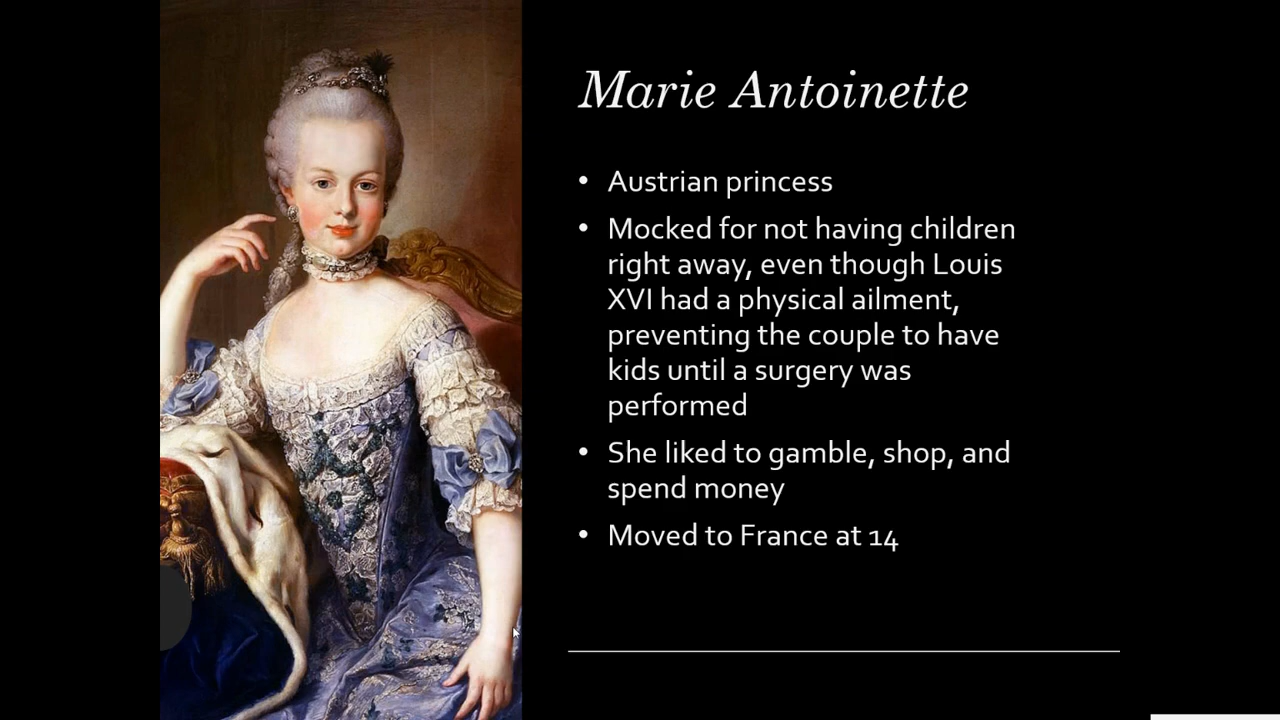 Marie Antoinette
• Austrian princess
• Mocked for not having children
right away, even though Louis
XVI had a physical ailment,
preventing the couple to have
kids until a surgery was
performed
• She liked to gamble, shop, and
spend money
• Moved to France at 14